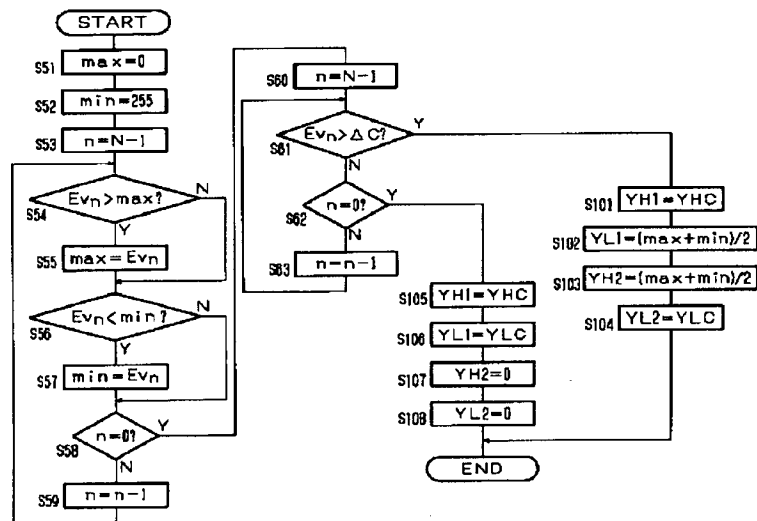 START
S51 max=0
S52 min=255
S53 n=N-1
Evn>max? N
S54 Y
S55 max=Evn
Evn<min? N
S56 Y
S57 min=Evn
n=0? Y
S58 N
S59 n=n-1
S60 n=N-1
Evn>ΔC? Y
S61 N
n=0? Y
S62 N
S63 n=n-1
S105 YH1=YHC
S106 YL1=YLC
S107 YH2=0
S108 YL2=0
S101 YH1=YHC
S102 YL1=(max+min)/2
S103 YH2=(max+min)/2
S104 YL2=YLC
END